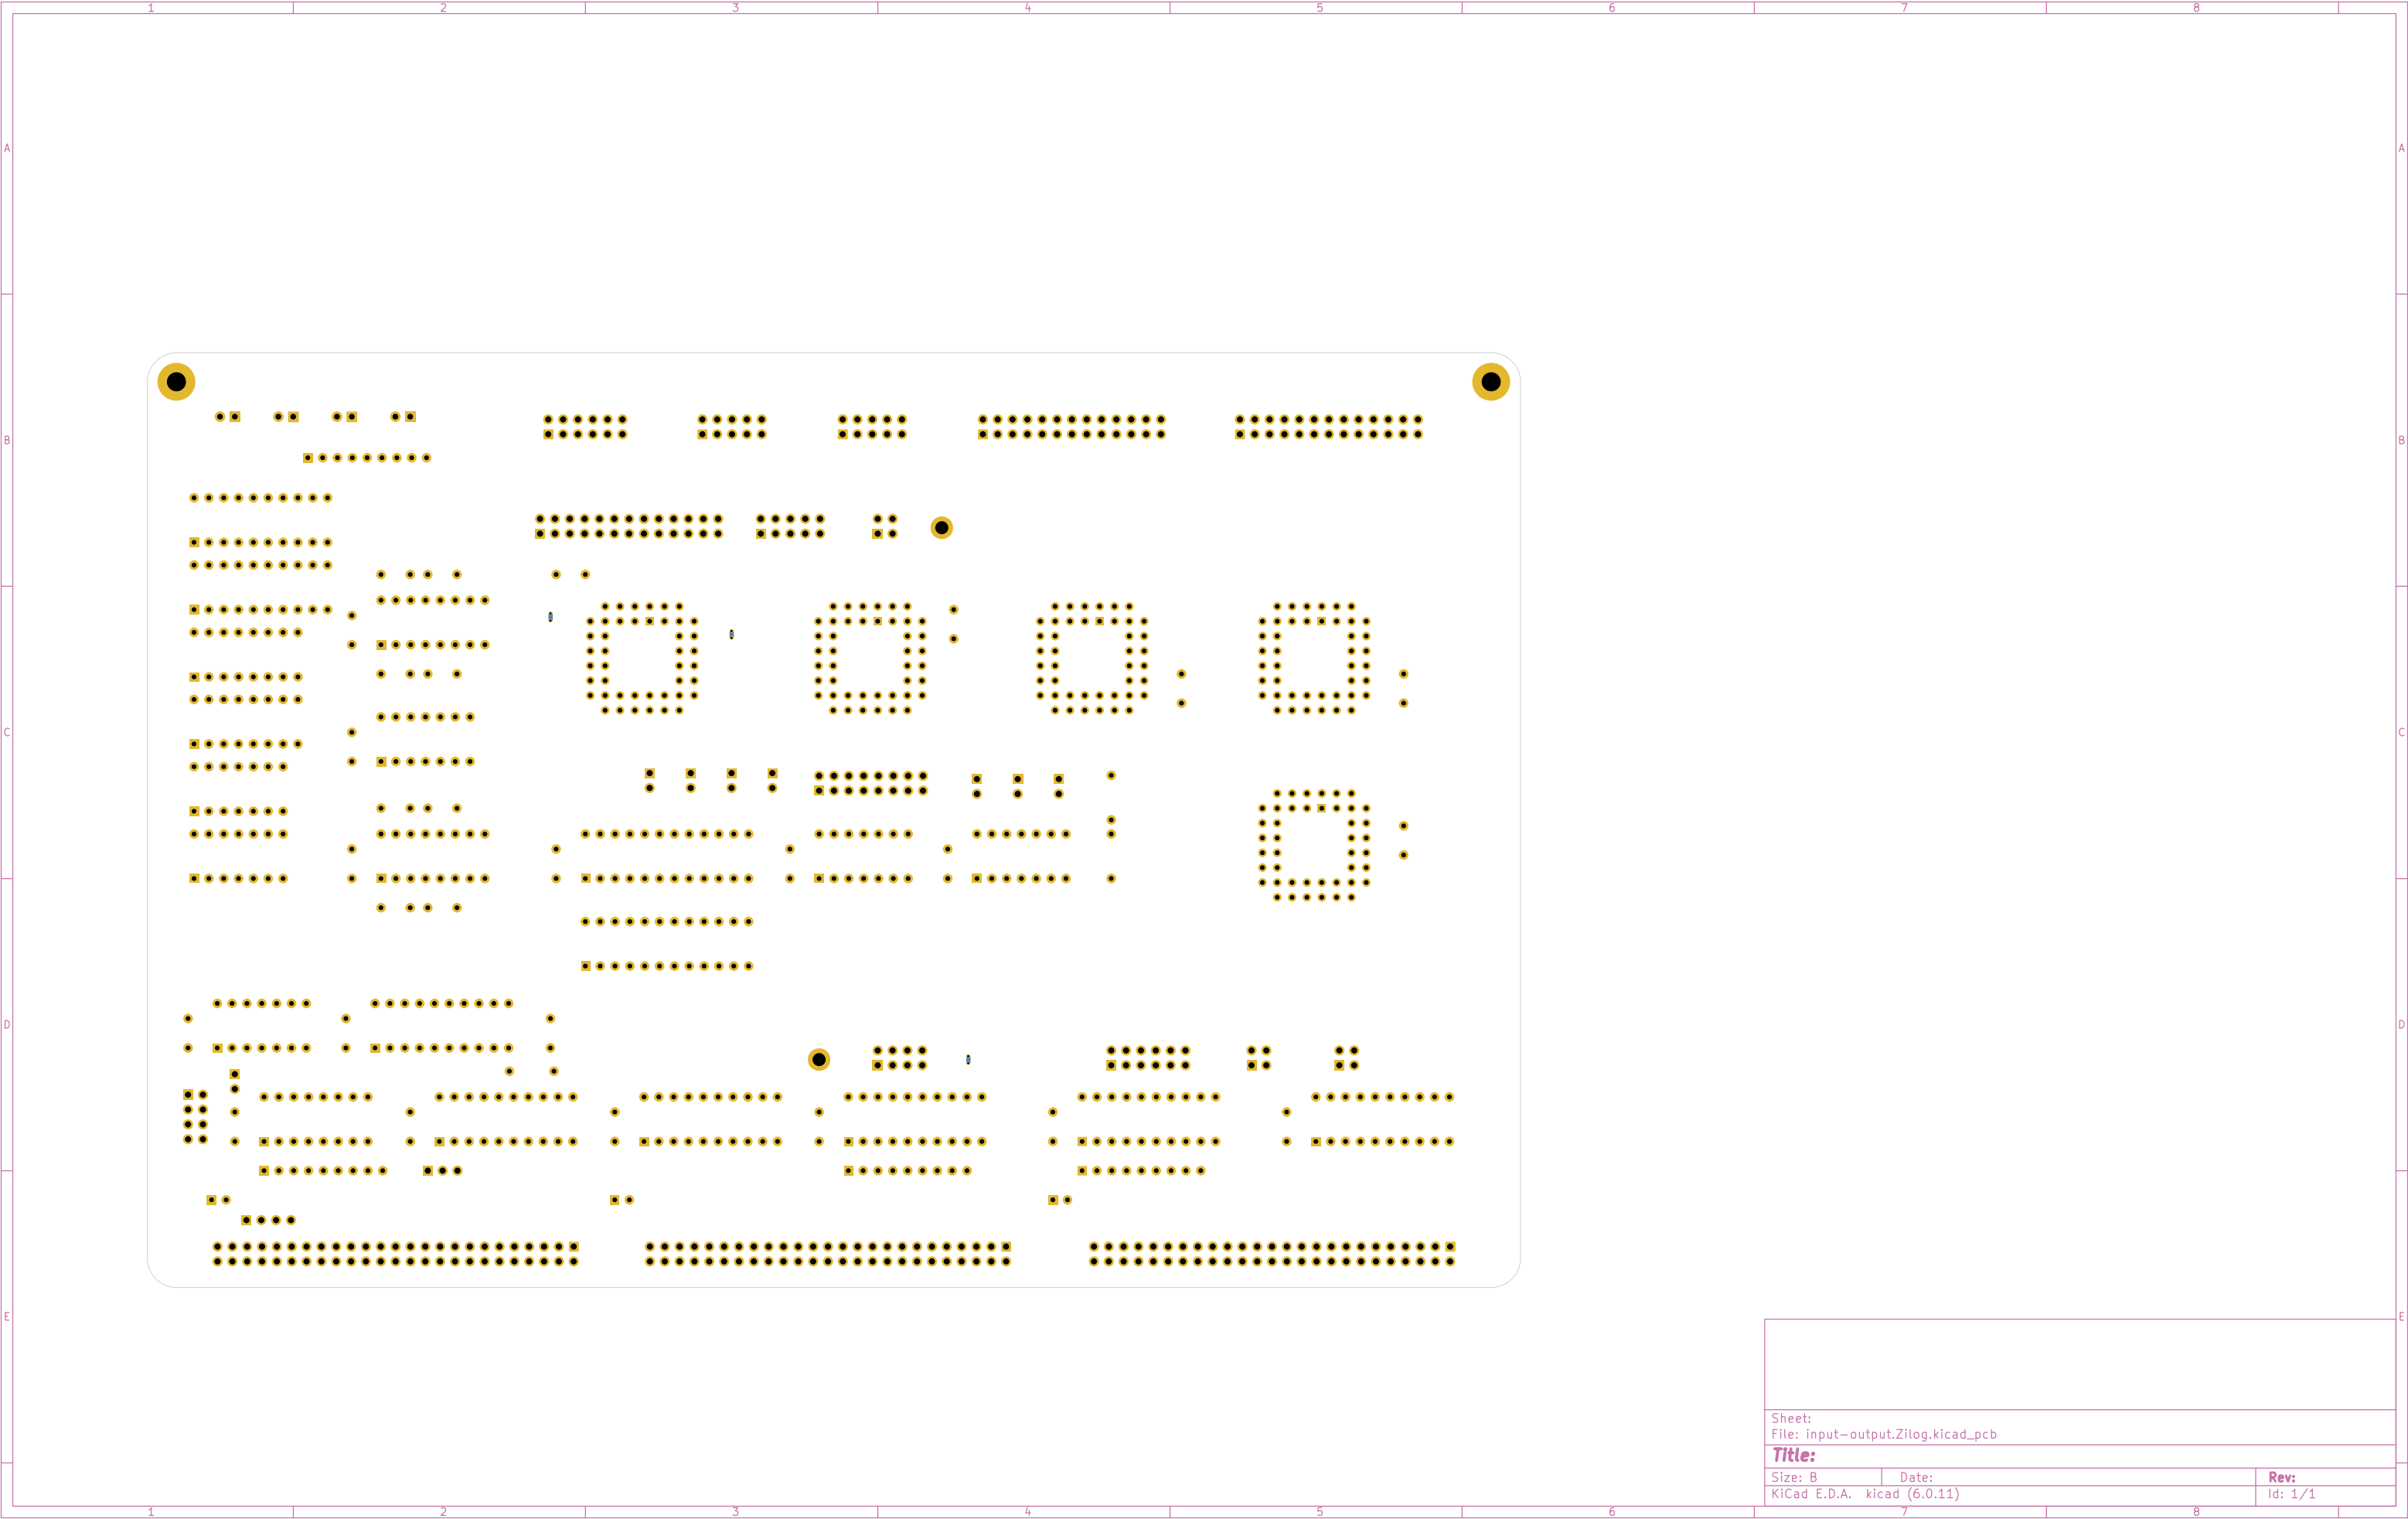 1 2 3 4 5 6 7 8
A A
B B
C C
D D
E E
Sheet:
File: input-output.Zilog.kicad_pcb
Title:
Size: B Date: Rev:
KiCad E.D.A. kicad (6.0.11) Id: 1/1
1 2 3 4 5 6 7 8